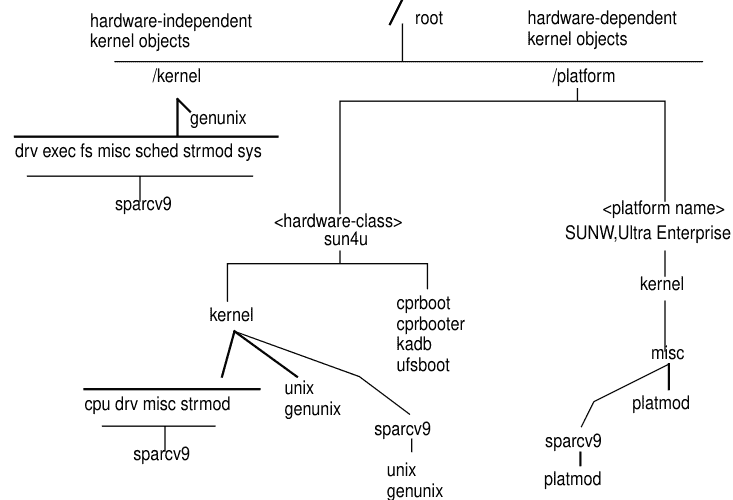 hardware-independent
kernel objects
root
hardware-dependent
kernel objects
/kernel
/platform
genunix
drv exec fs misc sched strmod sys
sparcv9
<hardware-class>
sun4u
<platform name>
SUNW,Ultra Enterprise
kernel
cprboot
cprbooter
kadb
ufsboot
kernel
misc
cpu drv misc strmod
unix
genunix
platmod
sparcv9
sparcv9
sparcv9
unix
genunix
platmod